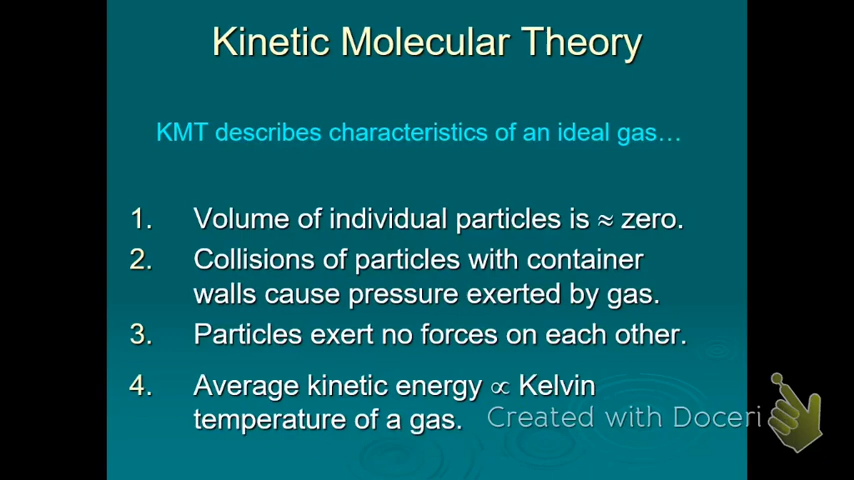 Kinetic Molecular Theory
KMT describes characteristics of an ideal gas…
1. Volume of individual particles is ≈ zero.
2. Collisions of particles with container
walls cause pressure exerted by gas.
3. Particles exert no forces on each other.
4. Average kinetic energy ∝ Kelvin
temperature of a gas.
Created with Doceri